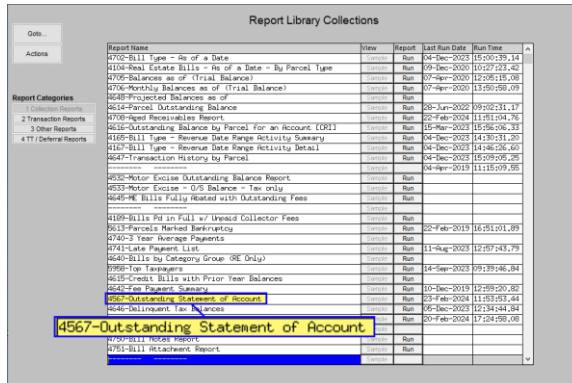 Report Library Collections
Goto...
Actions
Report Categories
1 Collection Reports
2 Transaction Reports
3 Other Reports
4 TT / Deferral Reports
Report Name View Report Last Run Date Run Time
4702-Bill Type - As of a Date Sample Run 04-Dec-2023 15:00:39.14
4104-Real Estate Bills - As of a Date - By Parcel Type Sample Run 09-Dec-2020 10:27:23.42
4705-Balances as of (Trial Balance) Sample Run 07-Apr-2020 12:05:15.08
4706-Monthly Balances as of (Trial Balance) Sample Run 07-Apr-2020 13:50:58.09
4648-Projected Balances as of Sample Run
4614-Parcel Outstanding Balance Sample Run 28-Jun-2022 09:02:31.17
4708-Aged Receivables Report Sample Run 22-Feb-2024 11:51:04.76
4616-Outstanding Balance by Parcel for an Account [CRI] Sample Run 15-Mar-2023 15:56:06.33
4165-Bill Type - Revenue Date Range Activity Summary Sample Run 04-Dec-2023 14:30:31.20
4167-Bill Type - Revenue Date Range Activity Detail Sample Run 04-Dec-2023 14:46:26.60
4647-Transaction History by Parcel Sample Run 04-Dec-2023 15:09:05.25
-------- -------- Sample 04-Apr-2019 11:15:09.55
4532-Motor Excise Outstanding Balance Report Sample Run
4533-Motor Excise - O/S Balance - Tax only Sample Run
4645-ME Bills Fully Abated with Outstanding Fees Sample Run
-------- -------- Sample
4189-Bills Pd in Full w/ Unpaid Collector Fees Sample Run
5613-Parcels Marked Bankruptcy Sample Run 22-Feb-2019 16:51:01.89
4740-3 Year Average Payments Sample Run
4741-Late Payment List Sample Run 11-Aug-2023 12:57:43.79
4640-Bills by Category Group (RE Only) Sample Run
5958-Top Taxpayers Sample Run 14-Sep-2023 09:39:46.84
4615-Credit Bills with Prior Year Balances Sample Run
4642-Fee Payment Summary Sample Run 10-Dec-2019 12:59:20.82
4567-Outstanding Statement of Account Sample Run 23-Feb-2024 11:53:53.44
4646-Delinquent Tax Balances Sample Run 05-Dec-2023 12:34:44.84
4567-Outstanding Statement of Account Run 20-Feb-2024 17:24:58.08
4750-Bill Notes Report Sample Run
4751-Bill Attachment Report Sample Run
-------- -------- Sample